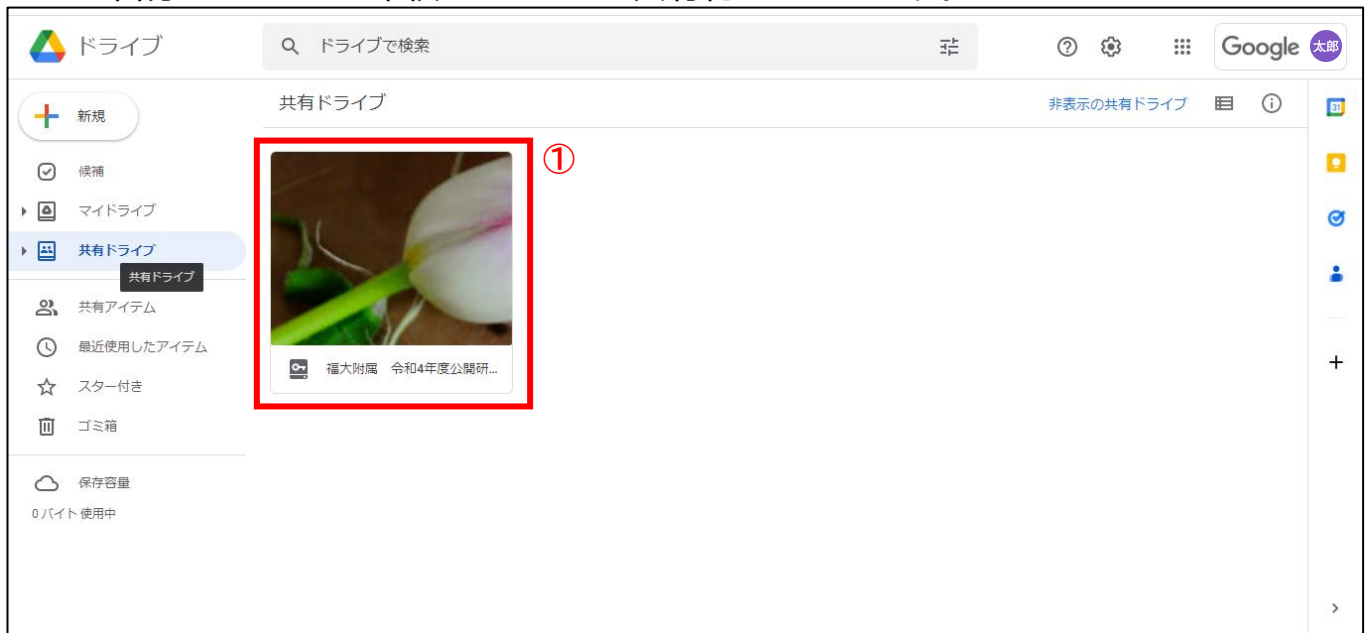 ドライブ
ドライブで検索
Google
太郎
新規
共有ドライブ
非表示の共有ドライブ
31
候補
①
マイドライブ
共有ドライブ
共有ドライブ
共有アイテム
最近使用したアイテム
福大附属 令和4年度公開研...
スター付き
ゴミ箱
保存容量
0 バイト使用中